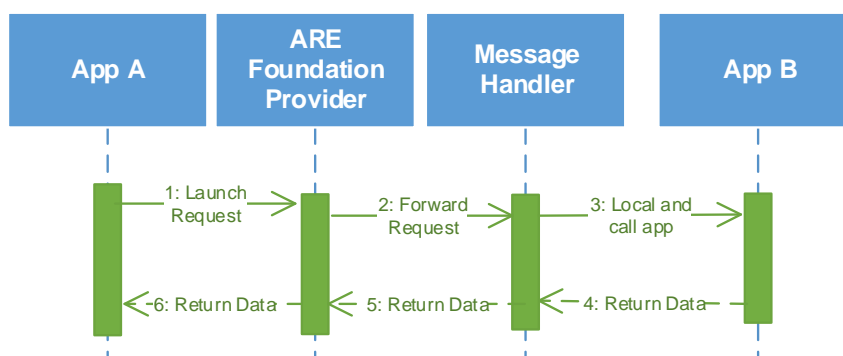 App A
ARE
Foundation
Provider
Message
Handler
App B
1: Launch
Request
2: Forward
Request
3: Local and
call app
6: Return Data
5: Return Data
4: Return Data